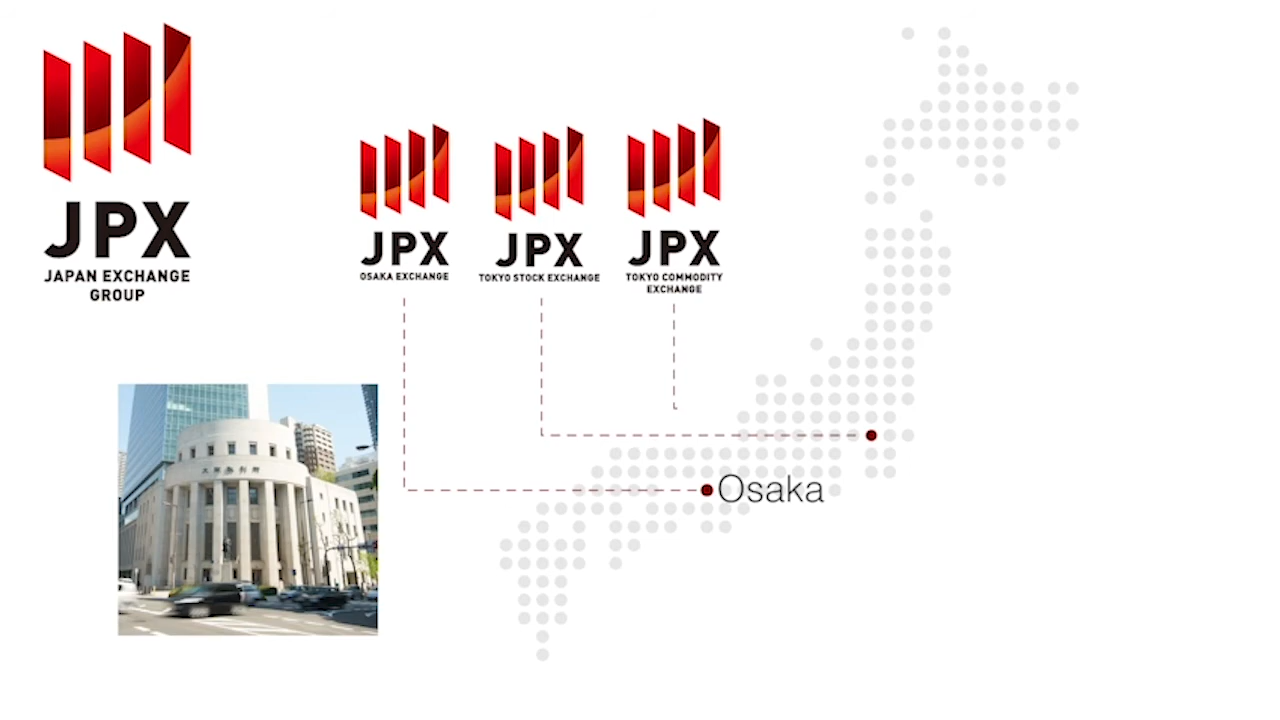 JPX
JAPAN EXCHANGE
GROUP
JPX
OSAKA EXCHANGE
JPX
TOKYO STOCK EXCHANGE
JPX
TOKYO COMMODITY
EXCHANGE
Osaka